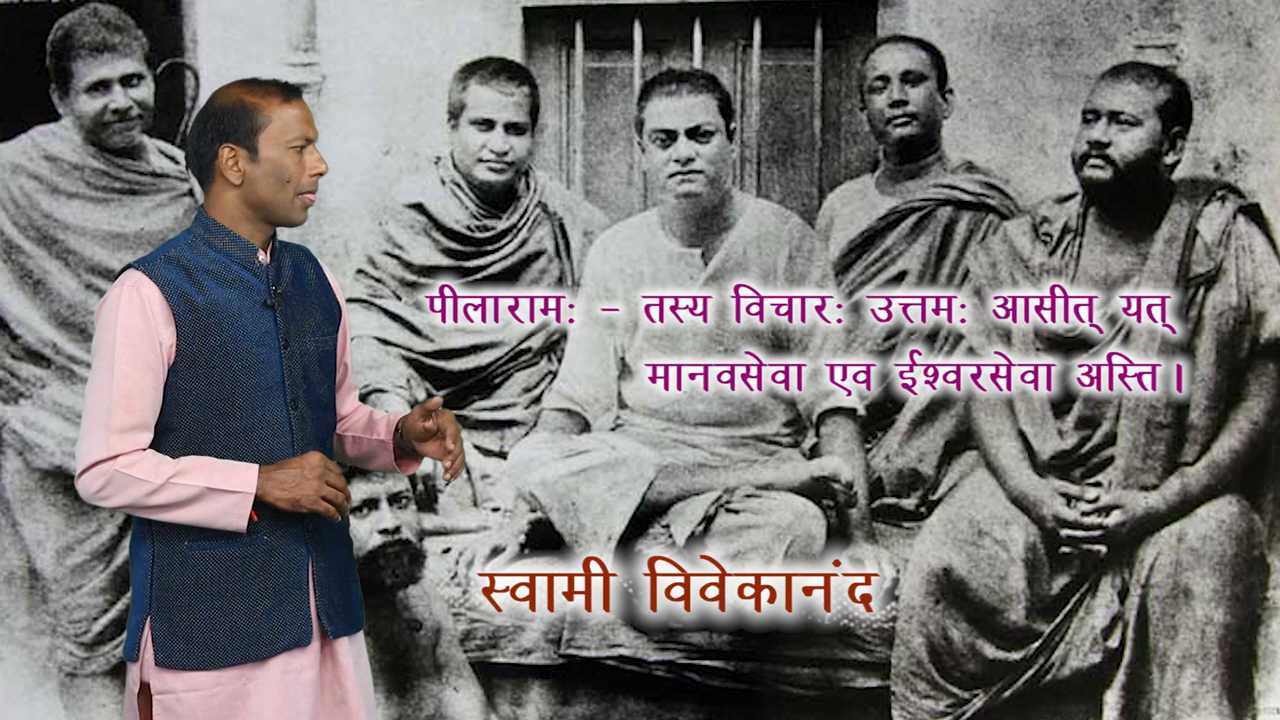 पीलारामः - तस्य विचारः उत्तमः आसीत् यत्
मानवसेवा एव ईश्वरसेवा अस्ति।
स्वामी विवेकानंद